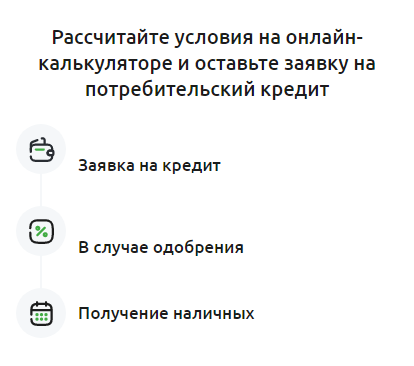 Рассчитайте условия на онлайн-
калькуляторе и оставьте заявку на
потребительский кредит
Заявка на кредит
В случае одобрения
Получение наличных